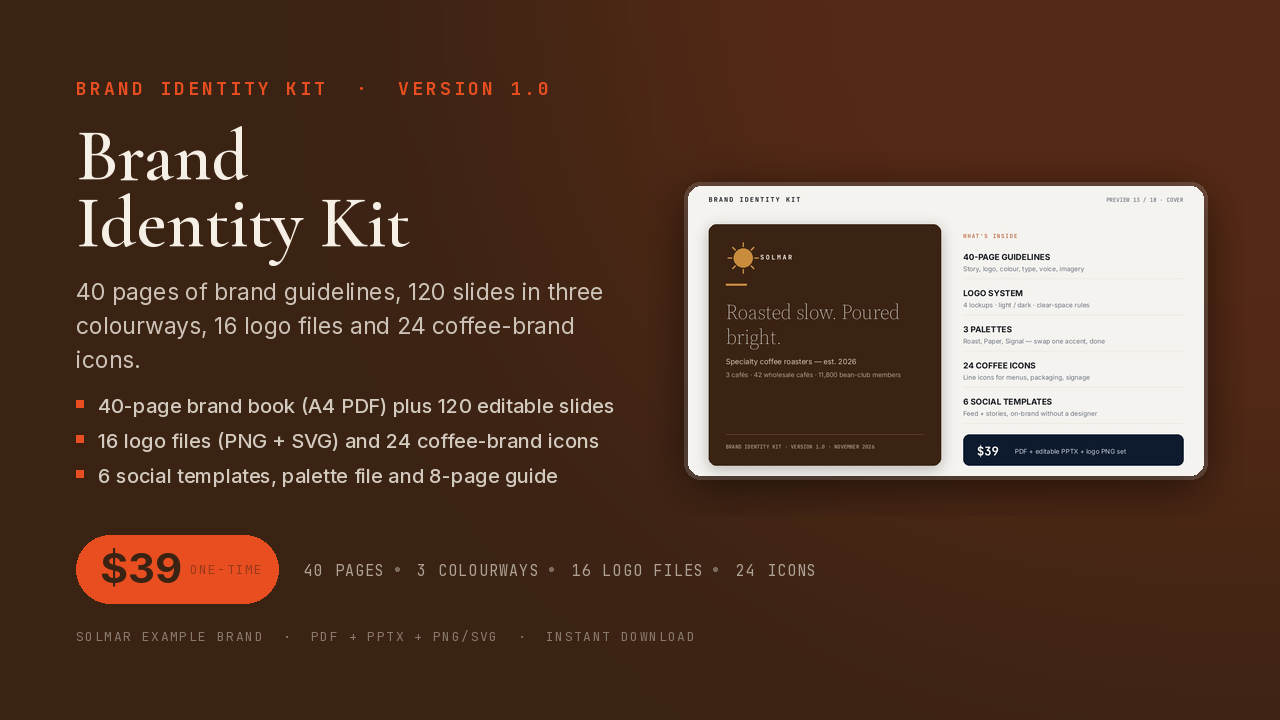 BRAND IDENTITY KIT · VERSION 1.0
Brand
Identity Kit
40 pages of brand guidelines, 120 slides in three
colourways, 16 logo files and 24 coffee-brand
icons.
40-page brand book (A4 PDF) plus 120 editable slides
16 logo files (PNG + SVG) and 24 coffee-brand icons
6 social templates, palette file and 8-page guide
$39 ONE-TIME
40 PAGES • 3 COLOURWAYS • 16 LOGO FILES • 24 ICONS
SOLMAR EXAMPLE BRAND · PDF + PPTX + PNG/SVG · INSTANT DOWNLOAD
BRAND IDENTITY KIT
PREVIEW 13 / 18 · COVER
SOLMAR
Roasted slow. Poured
bright.
Specialty coffee roasters — est. 2026
3 cafés · 42 wholesale cafés · 11,800 bean-club members
BRAND IDENTITY KIT · VERSION 1.0 · NOVEMBER 2026
WHAT'S INSIDE
40-PAGE GUIDELINES
Story, logo, colour, type, voice, imagery
LOGO SYSTEM
4 lockups · light / dark · clear-space rules
3 PALETTES
Roast, Paper, Signal — swap one accent, done
24 COFFEE ICONS
Line icons for menus, packaging, signage
6 SOCIAL TEMPLATES
Feed + stories, on-brand without a designer
$39 PDF + editable PPTX + logo PNG set